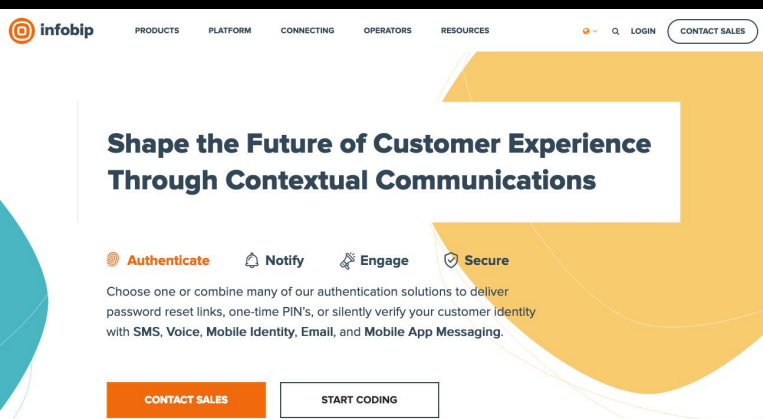 infobip
PRODUCTS PLATFORM CONNECTING OPERATORS RESOURCES LOGIN CONTACT SALES
Shape the Future of Customer Experience
Through Contextual Communications
Authenticate Notify Engage Secure
Choose one or combine many of our authentication solutions to deliver
password reset links, one-time PIN's, or silently verify your customer identity
with SMS, Voice, Mobile Identity, Email, and Mobile App Messaging.
CONTACT SALES START CODING